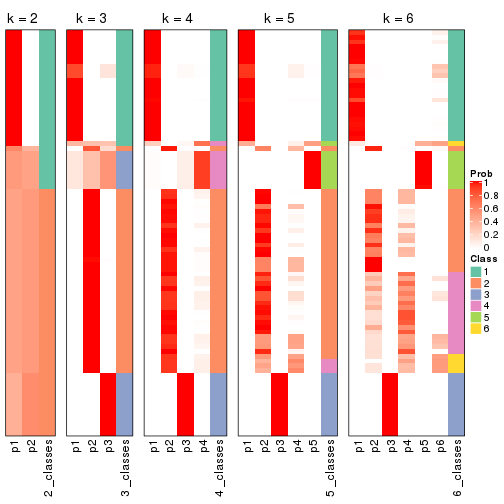 k = 2
k = 3
k = 4
k = 5
k = 6
Prob
1
0.8
0.6
0.4
0.2
0
Class
1
2
3
4
5
6
p1
p2
2_classes
p1
p2
p3
3_classes
p1
p2
p3
p4
4_classes
p1
p2
p3
p4
p5
5_classes
p1
p2
p3
p4
p5
p6
6_classes